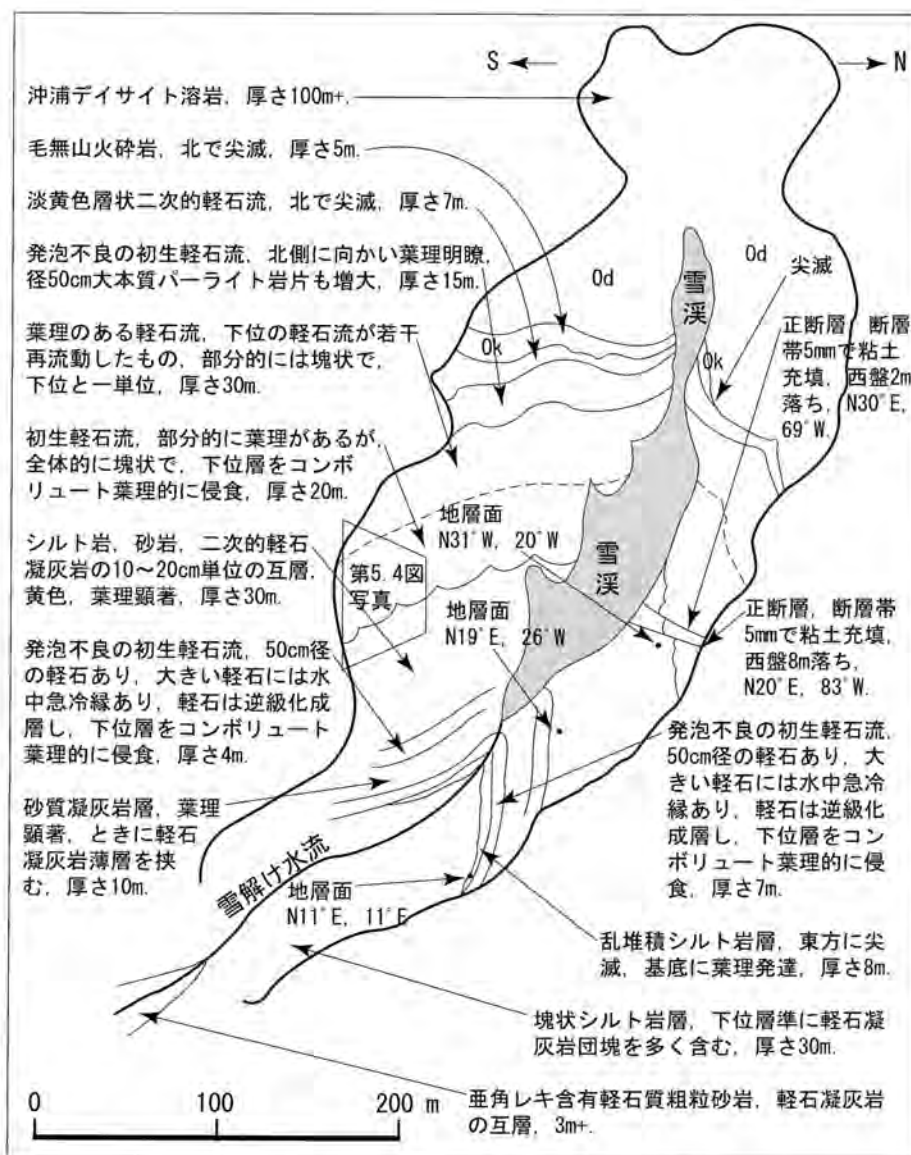 S N
沖浦デイサイト溶岩，厚さ100m+.
毛無山火砕岩，北で尖滅，厚さ5m.
淡黄色層状二次的軽石流，北で尖滅，厚さ7m.
発泡不良の初生軽石流，北側に向かい葉理明瞭，
径50cm大本質パーライト岩片も増大，厚さ15m.
葉理のある軽石流，下位の軽石流が若干
再流動したもの，部分的には塊状で，
下位と一単位，厚さ30m.
初生軽石流，部分的に葉理があるが，
全体的に塊状で，下位層をコンボ
リュート葉理的に侵食，厚さ20m.
シルト岩，砂岩，二次的軽石
凝灰岩の10～20cm単位の互層，
黄色，葉理顕著，厚さ30m.
発泡不良の初生軽石流，50cm径
の軽石あり，大きい軽石には水
中急冷縁あり，軽石は逆級化成
層し，下位層をコンボリュート
葉理的に侵食，厚さ4m.
砂質凝灰岩層，葉理
顕著，ときに軽石
凝灰岩薄層を挟
む，厚さ10m.
Od
雪渓
Od
尖滅
Ok
Ok
正断層，断層
帯5mmで粘土
充填，西盤2m
落ち，N30°E，
69°W.
地層面
N31°W，20°W
雪渓
第5.4図
写真
地層面
N19°E，26°W
正断層，断層帯
5mmで粘土充填，
西盤8m落ち，
N20°E，83°W.
発泡不良の初生軽石流，
50cm径の軽石あり，大
きい軽石には水中急冷
縁あり，軽石は逆級化
成層し，下位層をコン
ボリュート葉理的に侵
食，厚さ7m.
雪解け水流
地層面
N11°E，11°E
乱堆積シルト岩層，東方に尖
滅，基底に葉理発達，厚さ8m.
塊状シルト岩層，下位層準に軽石凝
灰岩団塊を多く含む，厚さ30m.
亜角レキ含有軽石質粗粒砂岩，軽石凝灰岩
の互層，3m+.
0 100 200 m